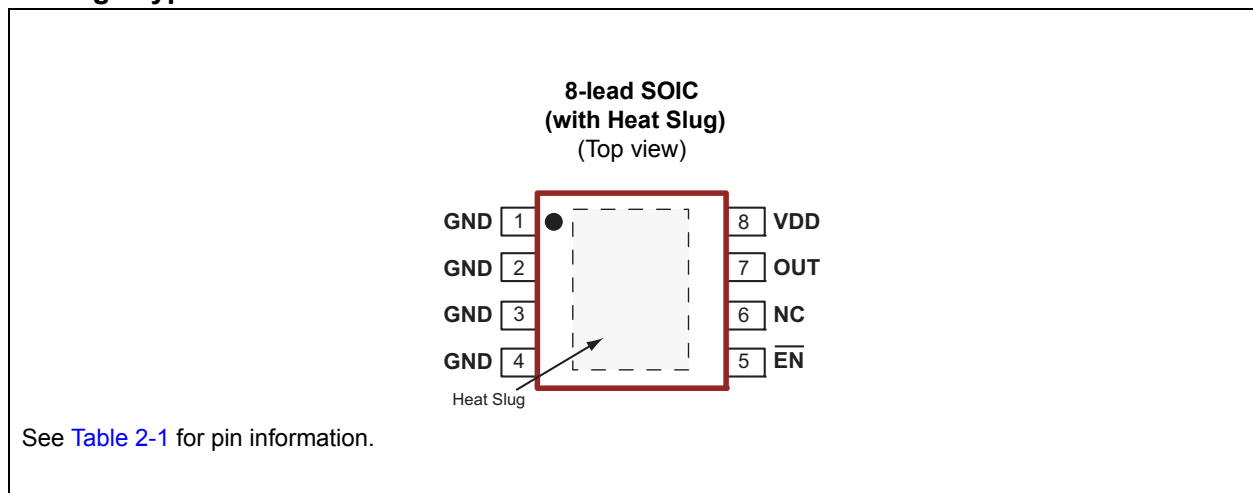 8-lead SOIC
(with Heat Slug)
(Top view)
GND 1
8 VDD
GND 2
7 OUT
GND 3
6 NC
GND 4
5 E̅N̅
Heat Slug
See Table 2-1 for pin information.